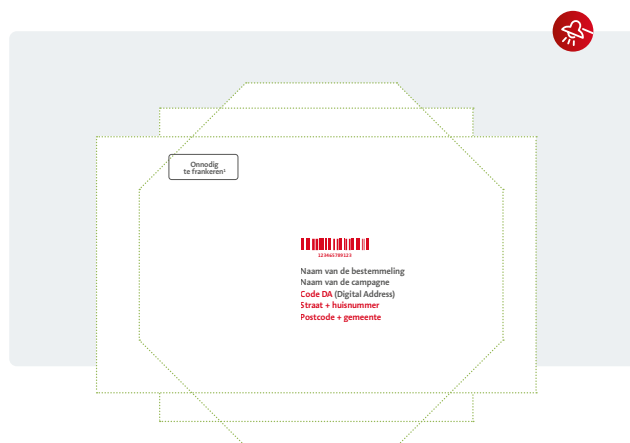 Onnodig
te frankeren²
123465789123
Naam van de bestemmeling
Naam van de campagne
Code DA (Digital Address)
Straat + huisnummer
Postcode + gemeente